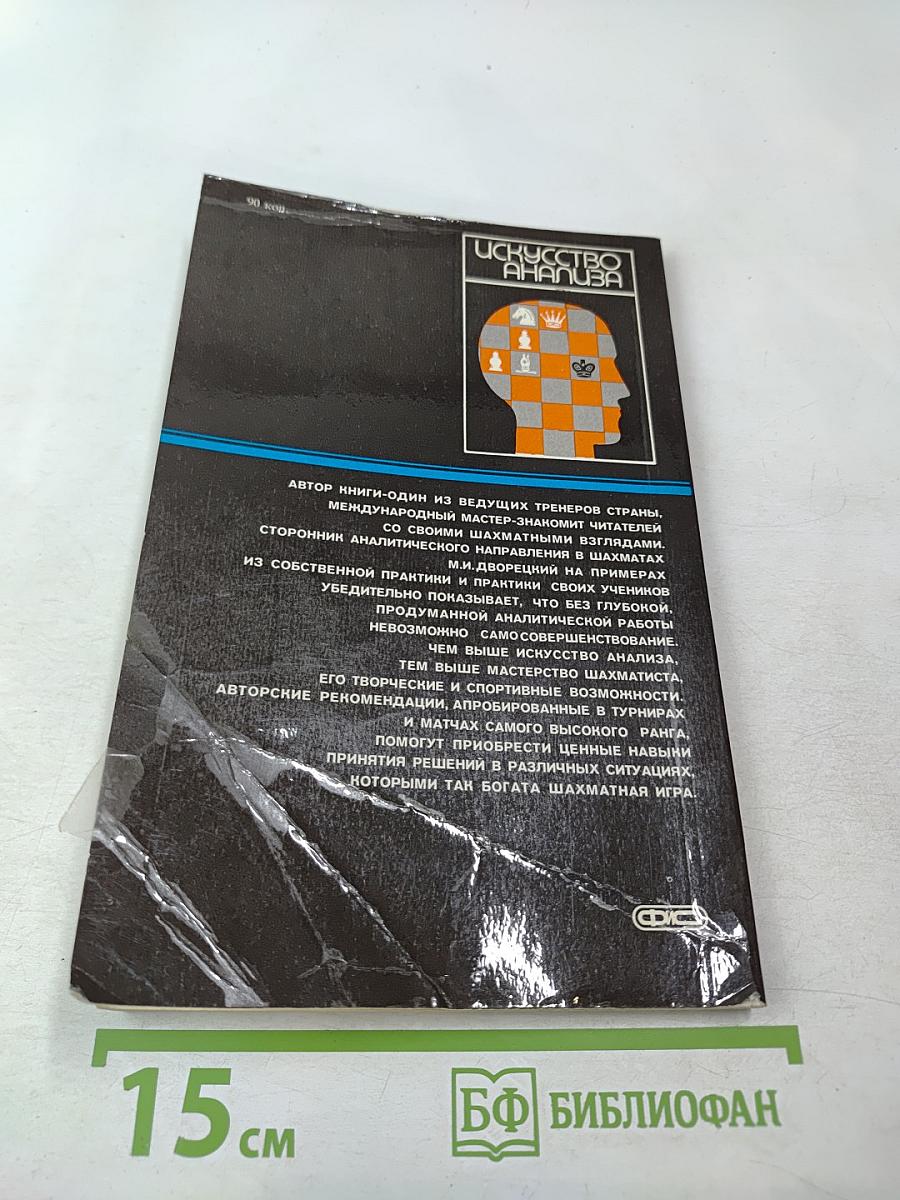 90 коп.
ИСКУССТВО
АНАЛИЗА
АВТОР КНИГИ-ОДИН ИЗ ВЕДУЩИХ ТРЕНЕРОВ СТРАНЫ,
МЕЖДУНАРОДНЫЙ МАСТЕР-ЗНАКОМИТ ЧИТАТЕЛЕЙ
СО СВОИМИ ШАХМАТНЫМИ ВЗГЛЯДАМИ.
СТОРОННИК АНАЛИТИЧЕСКОГО НАПРАВЛЕНИЯ В ШАХМАТАХ
М.И.ДВОРЕЦКИЙ НА ПРИМЕРАХ
ИЗ СОБСТВЕННОЙ ПРАКТИКИ И ПРАКТИКИ СВОИХ УЧЕНИКОВ
УБЕДИТЕЛЬНО ПОКАЗЫВАЕТ, ЧТО БЕЗ ГЛУБОКОЙ,
ПРОДУМАННОЙ АНАЛИТИЧЕСКОЙ РАБОТЫ
НЕВОЗМОЖНО САМОСОВЕРШЕНСТВОВАНИЕ.
ЧЕМ ВЫШЕ ИСКУССТВО АНАЛИЗА,
ТЕМ ВЫШЕ МАСТЕРСТВО ШАХМАТИСТА,
ЕГО ТВОРЧЕСКИЕ И СПОРТИВНЫЕ ВОЗМОЖНОСТИ.
АВТОРСКИЕ РЕКОМЕНДАЦИИ, АПРОБИРОВАННЫЕ В ТУРНИРАХ
И МАТЧАХ САМОГО ВЫСОКОГО РАНГА,
ПОМОГУТ ПРИОБРЕСТИ ЦЕННЫЕ НАВЫКИ
ПРИНЯТИЯ РЕШЕНИЙ В РАЗЛИЧНЫХ СИТУАЦИЯХ,
КОТОРЫМИ ТАК БОГАТА ШАХМАТНАЯ ИГРА.
ФИС
15 см
БФ БИБЛИОФАН